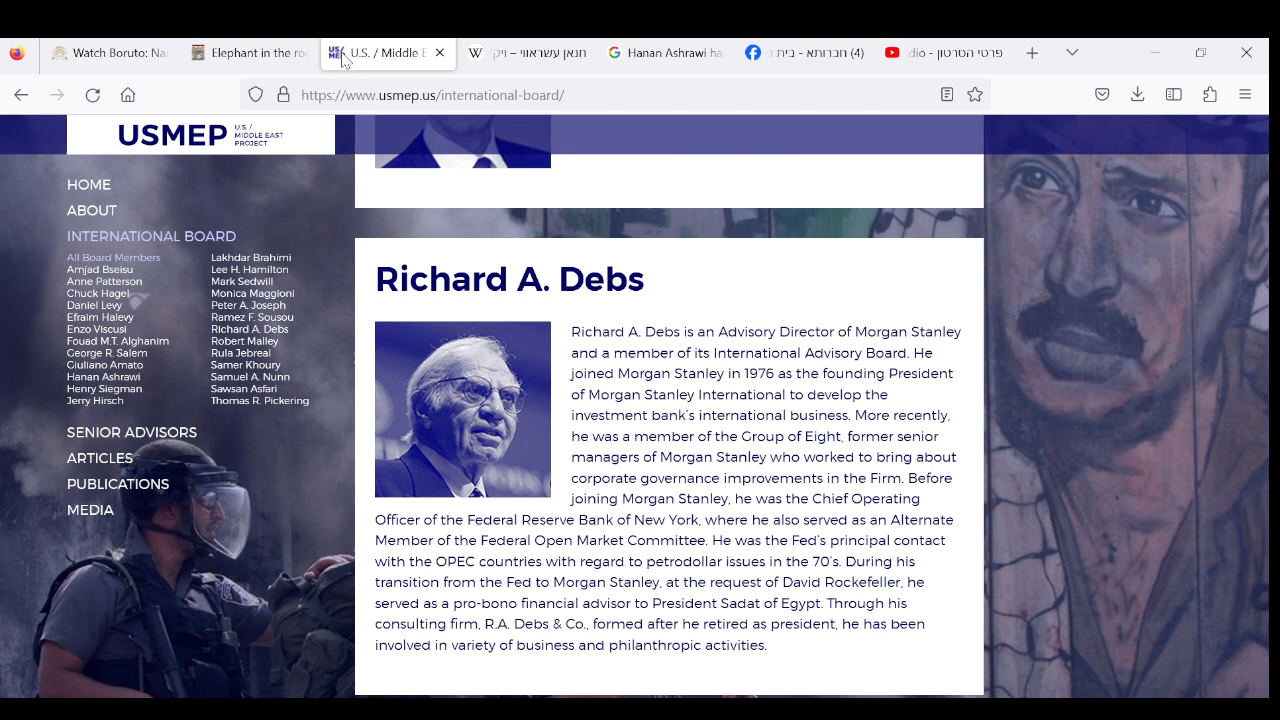 Watch Boruto: Nar
Elephant in the roo
U.S. / Middle E
חנאן עשראווי – ויקי
Hanan Ashrawi ha
(4) חברותא - בית
פרטי הסרטון - dio
https://www.usmep.us/international-board/
USMEP
U.S. /
MIDDLE EAST
PROJECT
HOME
ABOUT
INTERNATIONAL BOARD
All Board Members
Amjad Bseisu
Anne Patterson
Chuck Hagel
Daniel Levy
Efraim Halevy
Enzo Viscusi
Fouad M.T. Alghanim
George R. Salem
Giuliano Amato
Hanan Ashrawi
Henry Siegman
Jerry Hirsch
Lakhdar Brahimi
Lee H. Hamilton
Mark Sedwill
Monica Maggioni
Peter A. Joseph
Ramez F. Sousou
Richard A. Debs
Robert Malley
Rula Jebreal
Samer Khoury
Samuel A. Nunn
Sawsan Asfari
Thomas R. Pickering
SENIOR ADVISORS
ARTICLES
PUBLICATIONS
MEDIA
Richard A. Debs
Richard A. Debs is an Advisory Director of Morgan Stanley
and a member of its International Advisory Board. He
joined Morgan Stanley in 1976 as the founding President
of Morgan Stanley International to develop the
investment bank's international business. More recently,
he was a member of the Group of Eight, former senior
managers of Morgan Stanley who worked to bring about
corporate governance improvements in the Firm. Before
joining Morgan Stanley, he was the Chief Operating
Officer of the Federal Reserve Bank of New York, where he also served as an Alternate
Member of the Federal Open Market Committee. He was the Fed's principal contact
with the OPEC countries with regard to petrodollar issues in the 70's. During his
transition from the Fed to Morgan Stanley, at the request of David Rockefeller, he
served as a pro-bono financial advisor to President Sadat of Egypt. Through his
consulting firm, R.A. Debs & Co., formed after he retired as president, he has been
involved in variety of business and philanthropic activities.